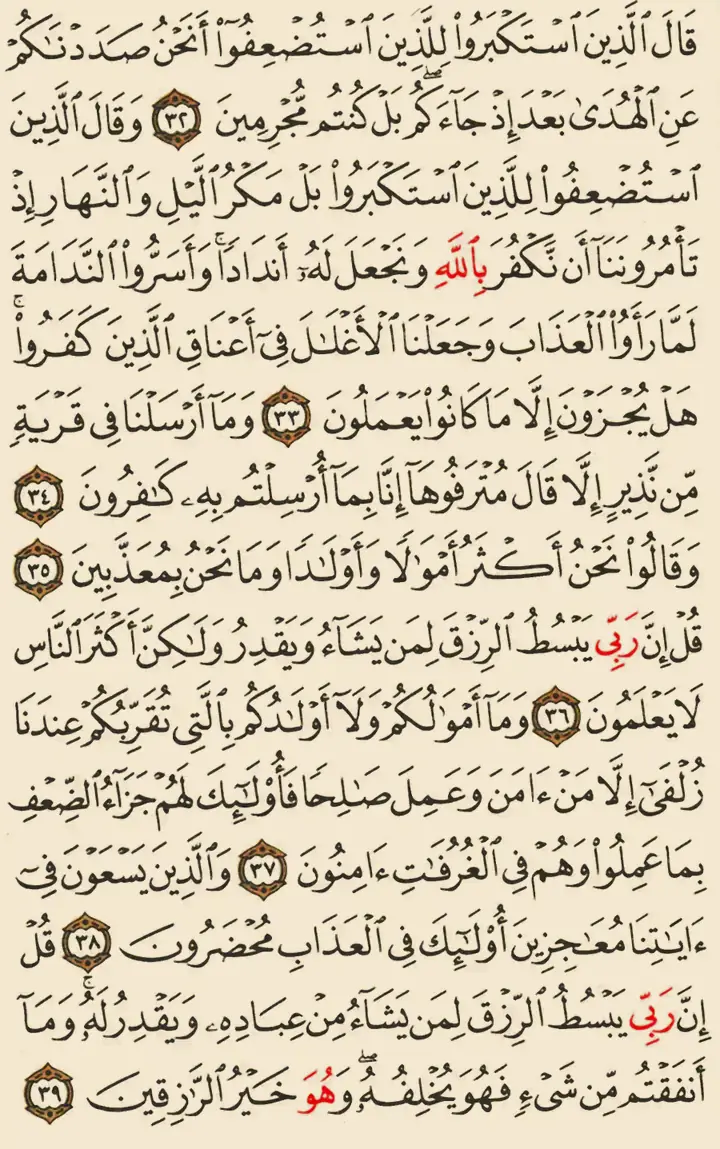 قَالَ ٱلَّذِينَ ٱسۡتَكۡبَرُواْ لِلَّذِينَ ٱسۡتُضۡعِفُوٓاْ أَنَحۡنُ صَدَدۡنَٰكُمۡ
عَنِ ٱلۡهُدَىٰ بَعۡدَ إِذۡ جَآءَكُمۖ بَلۡ كُنتُم مُّجۡرِمِينَ ٣٢ وَقَالَ ٱلَّذِينَ
ٱسۡتُضۡعِفُواْ لِلَّذِينَ ٱسۡتَكۡبَرُواْ بَلۡ مَكۡرُ ٱلَّيۡلِ وَٱلنَّهَارِ إِذۡ
تَأۡمُرُونَنَآ أَن نَّكۡفُرَ بِٱللَّهِ وَنَجۡعَلَ لَهُۥٓ أَندَادٗاۚ وَأَسَرُّواْ ٱلنَّدَامَةَ
لَمَّا رَأَوُاْ ٱلۡعَذَابَ وَجَعَلۡنَا ٱلۡأَغۡلَٰلَ فِيٓ أَعۡنَاقِ ٱلَّذِينَ كَفَرُواْۚ
هَلۡ يُجۡزَوۡنَ إِلَّا مَا كَانُواْ يَعۡمَلُونَ ٣٣ وَمَآ أَرۡسَلۡنَا فِي قَرۡيَةٖ
مِّن نَّذِيرٍ إِلَّا قَالَ مُتۡرَفُوهَآ إِنَّا بِمَآ أُرۡسِلۡتُم بِهِۦ كَٰفِرُونَ ٣٤
وَقَالُواْ نَحۡنُ أَكۡثَرُ أَمۡوَٰلٗا وَأَوۡلَٰدٗا وَمَا نَحۡنُ بِمُعَذَّبِينَ ٣٥
قُلۡ إِنَّ رَبِّي يَبۡسُطُ ٱلرِّزۡقَ لِمَن يَشَآءُ وَيَقۡدِرُ وَلَٰكِنَّ أَكۡثَرَ ٱلنَّاسِ
لَا يَعۡلَمُونَ ٣٦ وَمَآ أَمۡوَٰلُكُمۡ وَلَآ أَوۡلَٰدُكُم بِٱلَّتِي تُقَرِّبُكُمۡ عِندَنَا
زُلۡفَىٰٓ إِلَّا مَنۡ ءَامَنَ وَعَمِلَ صَٰلِحٗا فَأُوْلَٰٓئِكَ لَهُمۡ جَزَآءُ ٱلضِّعۡفِ
بِمَا عَمِلُواْ وَهُمۡ فِي ٱلۡغُرُفَٰتِ ءَامِنُونَ ٣٧ وَٱلَّذِينَ يَسۡعَوۡنَ فِيٓ
ءَايَٰتِنَا مُعَٰجِزِينَ أُوْلَٰٓئِكَ فِي ٱلۡعَذَابِ مُحۡضَرُونَ ٣٨ قُلۡ
إِنَّ رَبِّي يَبۡسُطُ ٱلرِّزۡقَ لِمَن يَشَآءُ مِنۡ عِبَادِهِۦ وَيَقۡدِرُ لَهُۥۚ وَمَآ
أَنفَقۡتُم مِّن شَيۡءٖ فَهُوَ يُخۡلِفُهُۥۖ وَهُوَ خَيۡرُ ٱلرَّٰزِقِينَ ٣٩